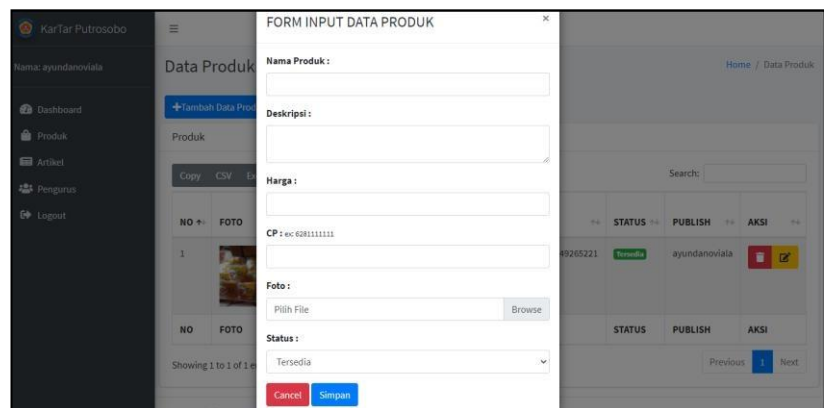 KarTar Putrosobo
FORM INPUT DATA PRODUK
×
Nama: ayundanoviala
Data Produk
Home / Data Produk
Nama Produk :
Dashboard
+Tambah Data Prod
Deskripsi :
Produk
Produk
Artikel
Copy CSV Ex
Search:
Pengurus
Harga :
Logout
NO FOTO
STATUS PUBLISH AKSI
CP : ex: 6281111111
1
49265221 Tersedia ayundanoviala
Foto :
Pilih File Browse
NO FOTO
STATUS PUBLISH AKSI
Status :
Showing 1 to 1 of 1 e
Tersedia
Previous 1 Next
Cancel Simpan